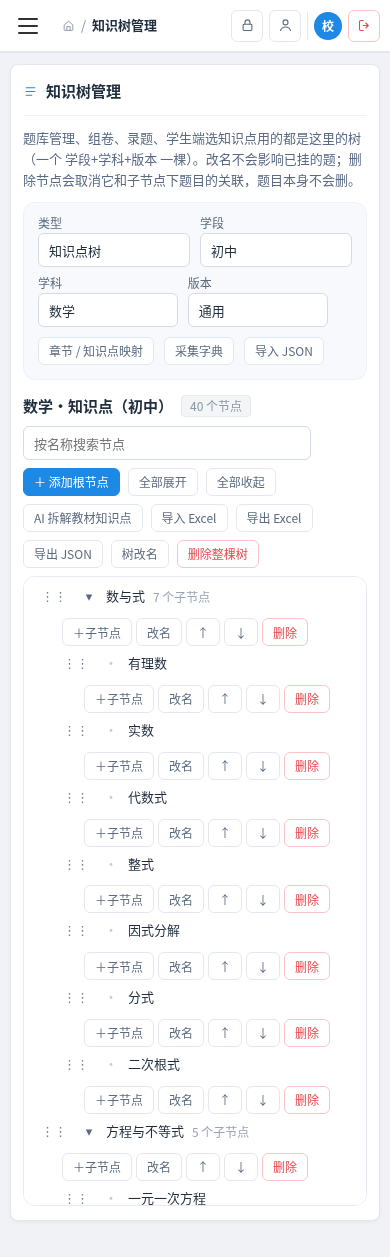 / 知识树管理 校
知识树管理
题库管理、组卷、录题、学生端选知识点用的都是这里的树
（一个 学段+学科+版本 一棵）。改名不会影响已挂的题；删
除节点会取消它和子节点下题目的关联，题目本身不会删。
类型 学段
知识点树 初中
学科 版本
数学 通用
章节 / 知识点映射 采集字典 导入 JSON
数学・知识点（初中） 40 个节点
按名称搜索节点
＋ 添加根节点 全部展开 全部收起
AI 拆解教材知识点 导入 Excel 导出 Excel
导出 JSON 树改名 删除整棵树
⋮⋮ ▾ 数与式 7 个子节点
＋子节点 改名 ↑ ↓ 删除
⋮⋮ • 有理数
＋子节点 改名 ↑ ↓ 删除
⋮⋮ • 实数
＋子节点 改名 ↑ ↓ 删除
⋮⋮ • 代数式
＋子节点 改名 ↑ ↓ 删除
⋮⋮ • 整式
＋子节点 改名 ↑ ↓ 删除
⋮⋮ • 因式分解
＋子节点 改名 ↑ ↓ 删除
⋮⋮ • 分式
＋子节点 改名 ↑ ↓ 删除
⋮⋮ • 二次根式
＋子节点 改名 ↑ ↓ 删除
⋮⋮ ▾ 方程与不等式 5 个子节点
＋子节点 改名 ↑ ↓ 删除
⋮⋮ • 一元一次方程